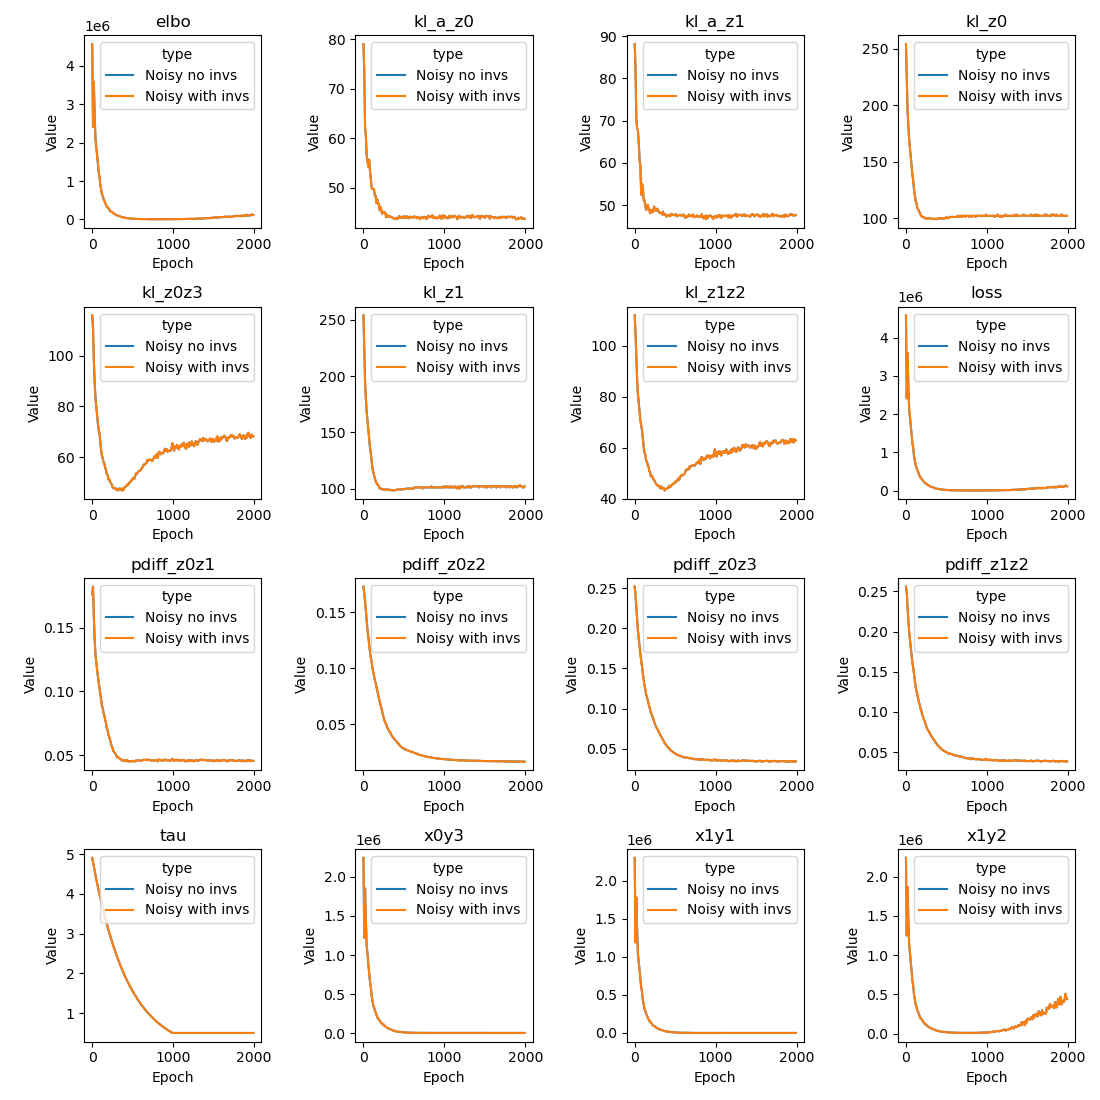 elbo
1e6
type
Noisy no invs
Noisy with invs
Value
4
3
2
1
0
0 1000 2000
Epoch
kl_a_z0
type
Noisy no invs
Noisy with invs
Value
80
70
60
50
0 1000 2000
Epoch
kl_a_z1
type
Noisy no invs
Noisy with invs
Value
90
80
70
60
50
0 1000 2000
Epoch
kl_z0
type
Noisy no invs
Noisy with invs
Value
250
200
150
100
0 1000 2000
Epoch
kl_z0z3
type
Noisy no invs
Noisy with invs
Value
100
80
60
0 1000 2000
Epoch
kl_z1
type
Noisy no invs
Noisy with invs
Value
250
200
150
100
0 1000 2000
Epoch
kl_z1z2
type
Noisy no invs
Noisy with invs
Value
100
80
60
40
0 1000 2000
Epoch
loss
1e6
type
Noisy no invs
Noisy with invs
Value
4
3
2
1
0
0 1000 2000
Epoch
pdiff_z0z1
type
Noisy no invs
Noisy with invs
Value
0.15
0.10
0.05
0 1000 2000
Epoch
pdiff_z0z2
type
Noisy no invs
Noisy with invs
Value
0.15
0.10
0.05
0 1000 2000
Epoch
pdiff_z0z3
type
Noisy no invs
Noisy with invs
Value
0.25
0.20
0.15
0.10
0.05
0 1000 2000
Epoch
pdiff_z1z2
type
Noisy no invs
Noisy with invs
Value
0.25
0.20
0.15
0.10
0.05
0 1000 2000
Epoch
tau
type
Noisy no invs
Noisy with invs
Value
5
4
3
2
1
0 1000 2000
Epoch
x0y3
1e6
type
Noisy no invs
Noisy with invs
Value
2.0
1.5
1.0
0.5
0.0
0 1000 2000
Epoch
x1y1
1e6
type
Noisy no invs
Noisy with invs
Value
2.0
1.5
1.0
0.5
0.0
0 1000 2000
Epoch
x1y2
1e6
type
Noisy no invs
Noisy with invs
Value
2.0
1.5
1.0
0.5
0.0
0 1000 2000
Epoch